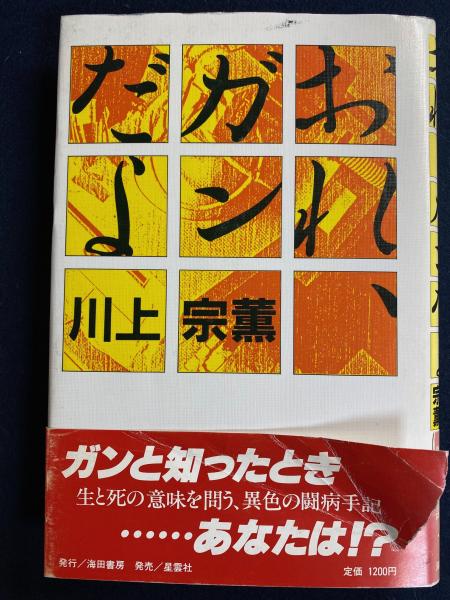 おれ、
ガン
だよ
川上宗薫
ガンと知ったとき
生と死の意味を問う、異色の闘病手記
……あなたは!?
発行／海田書房 発売／星雲社
定価 1200円